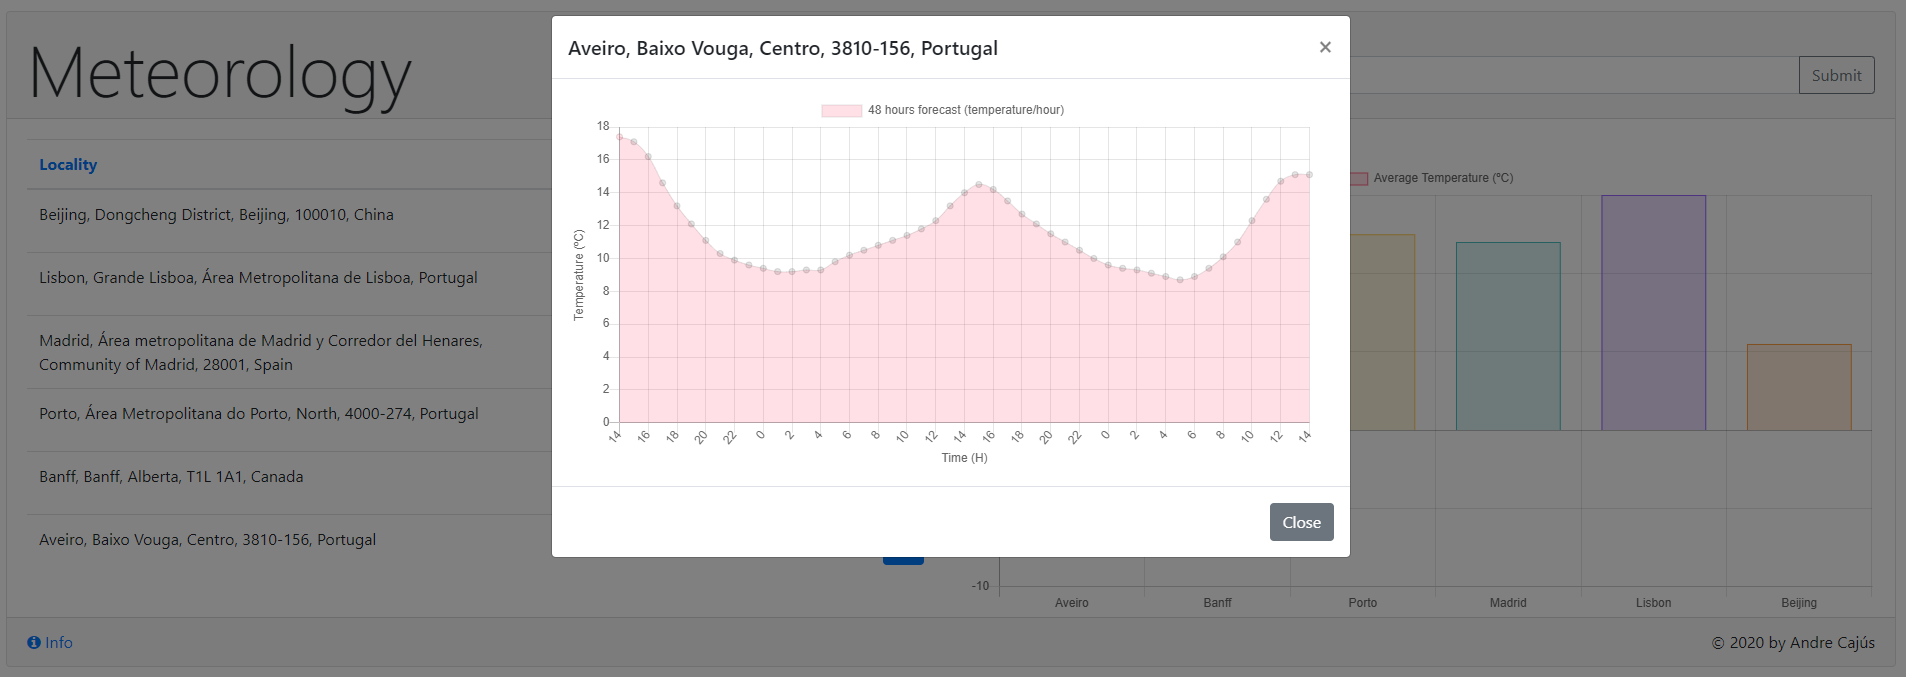 Meteorology
Submit
Locality
Beijing, Dongcheng District, Beijing, 100010, China
Lisbon, Grande Lisboa, Área Metropolitana de Lisboa, Portugal
Madrid, Área metropolitana de Madrid y Corredor del Henares,
Community of Madrid, 28001, Spain
Porto, Área Metropolitana do Porto, North, 4000-274, Portugal
Banff, Banff, Alberta, T1L 1A1, Canada
Aveiro, Baixo Vouga, Centro, 3810-156, Portugal
Aveiro, Baixo Vouga, Centro, 3810-156, Portugal
×
48 hours forecast (temperature/hour)
18
16
14
12
10
8
6
4
2
0
Temperature (ºC)
14 16 18 20 22 0 2 4 6 8 10 12 14 16 18 20 22 0 2 4 6 8 10 12 14
Time (H)
Close
Average Temperature (ºC)
-10
Aveiro Banff Porto Madrid Lisbon Beijing
Info
© 2020 by Andre Cajús